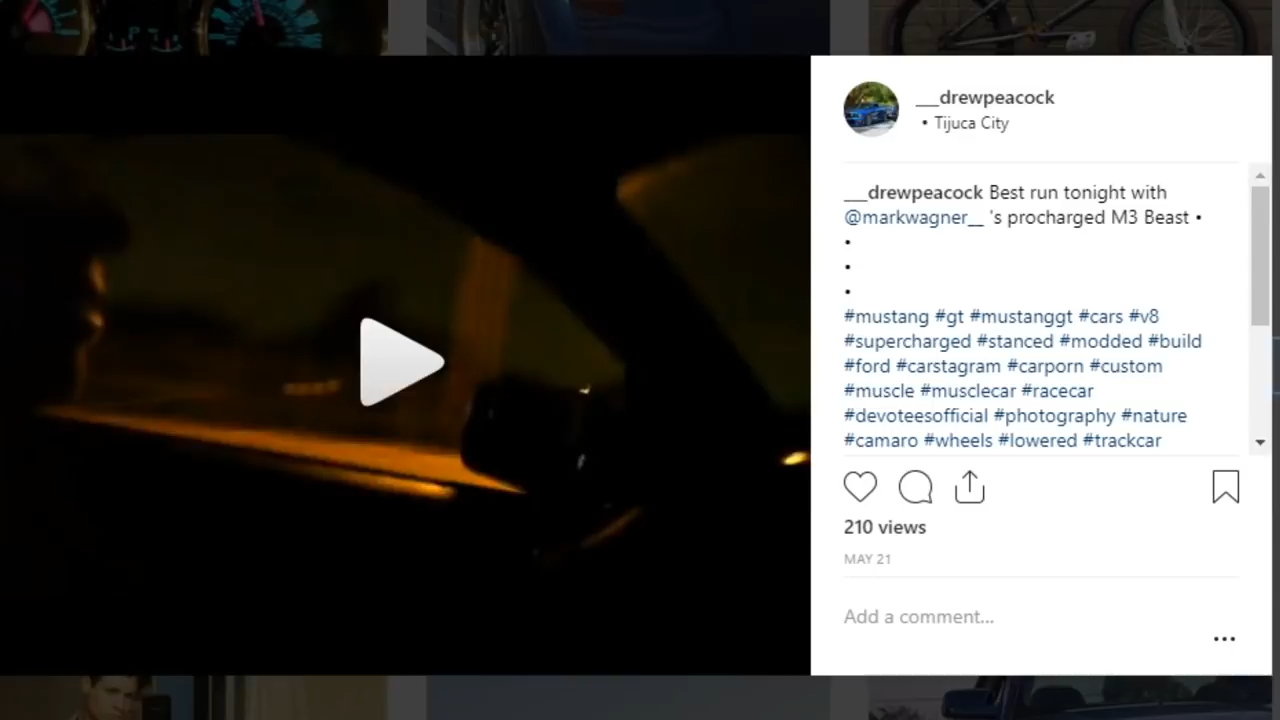 ___drewpeacock
• Tijuca City
___drewpeacock Best run tonight with
@markwagner__ 's procharged M3 Beast •
•
•
•
#mustang #gt #mustanggt #cars #v8
#supercharged #stanced #modded #build
#ford #carstagram #carporn #custom
#muscle #musclecar #racecar
#devoteesofficial #photography #nature
#camaro #wheels #lowered #trackcar
210 views
MAY 21
Add a comment...